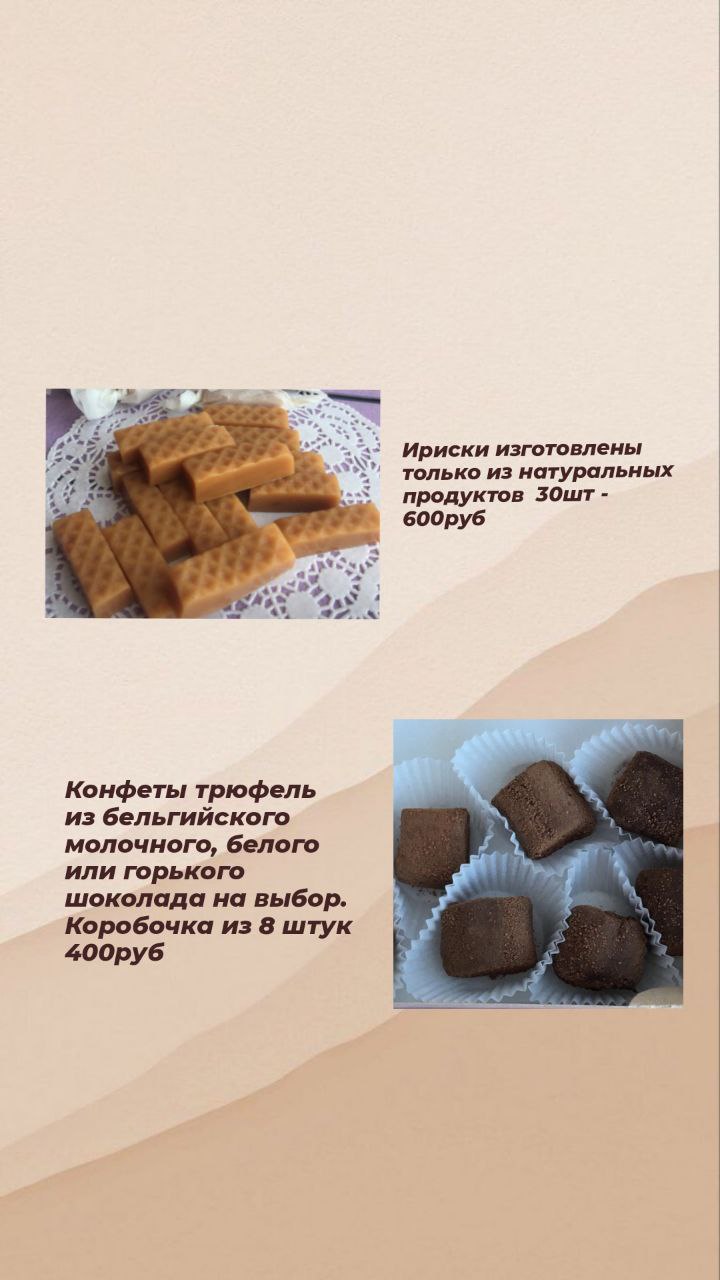 Ириски изготовлены
только из натуральных
продуктов  30шт -
600руб
Конфеты трюфель
из бельгийского
молочного, белого
или горького
шоколада на выбор.
Коробочка из 8 штук
400руб